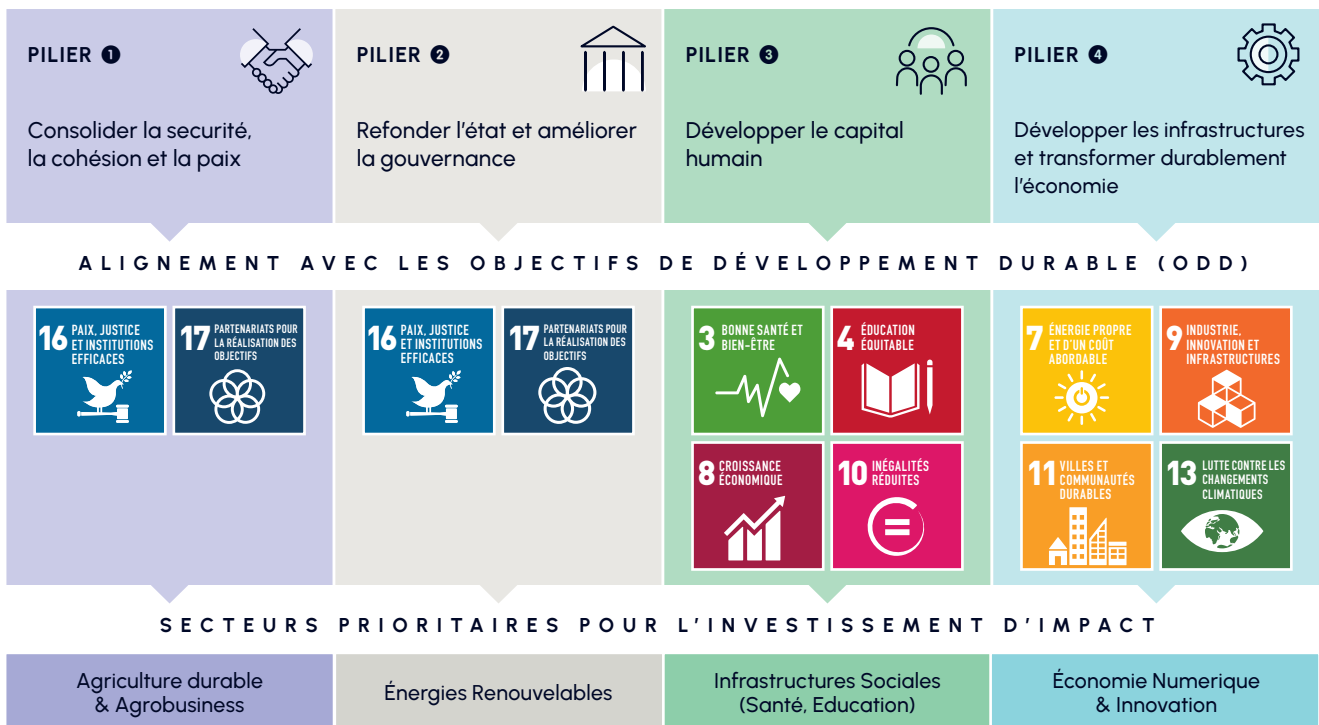 PILIER ❶
Consolider la securité,
la cohésion et la paix
PILIER ❷
Refonder l'état et améliorer
la gouvernance
PILIER ❸
Développer le capital
humain
PILIER ❹
Développer les infrastructures
et transformer durablement
l'économie
ALIGNEMENT AVEC LES OBJECTIFS DE DÉVELOPPEMENT DURABLE (ODD)
16 PAIX, JUSTICE
ET INSTITUTIONS
EFFICACES
17 PARTENARIATS POUR
LA RÉALISATION DES
OBJECTIFS
16 PAIX, JUSTICE
ET INSTITUTIONS
EFFICACES
17 PARTENARIATS POUR
LA RÉALISATION DES
OBJECTIFS
3 BONNE SANTÉ ET
BIEN-ÊTRE
4 ÉDUCATION
ÉQUITABLE
8 CROISSANCE
ÉCONOMIQUE
10 INÉGALITÉS
RÉDUITES
7 ÉNERGIE PROPRE
ET D'UN COÛT
ABORDABLE
9 INDUSTRIE,
INNOVATION ET
INFRASTRUCTURES
11 VILLES ET
COMMUNAUTÉS
DURABLES
13 LUTTE CONTRE LES
CHANGEMENTS
CLIMATIQUES
SECTEURS PRIORITAIRES POUR L'INVESTISSEMENT D'IMPACT
Agriculture durable
& Agrobusiness
Énergies Renouvelables
Infrastructures Sociales
(Santé, Education)
Économie Numerique
& Innovation